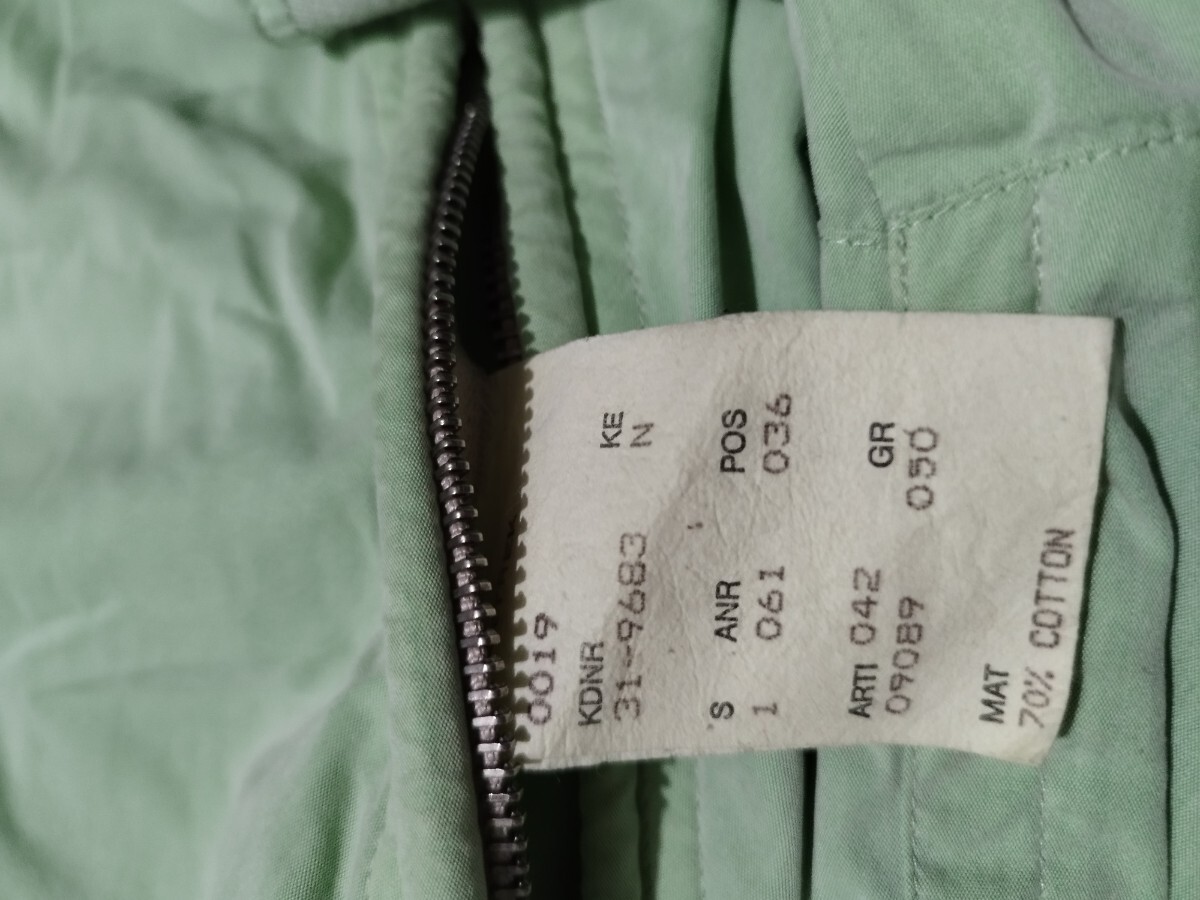 0019
KDNR KE
31-9683 N
S ANR POS
1 061 036
ARTI 042 GR
09089 050
MAT
70% COTTON